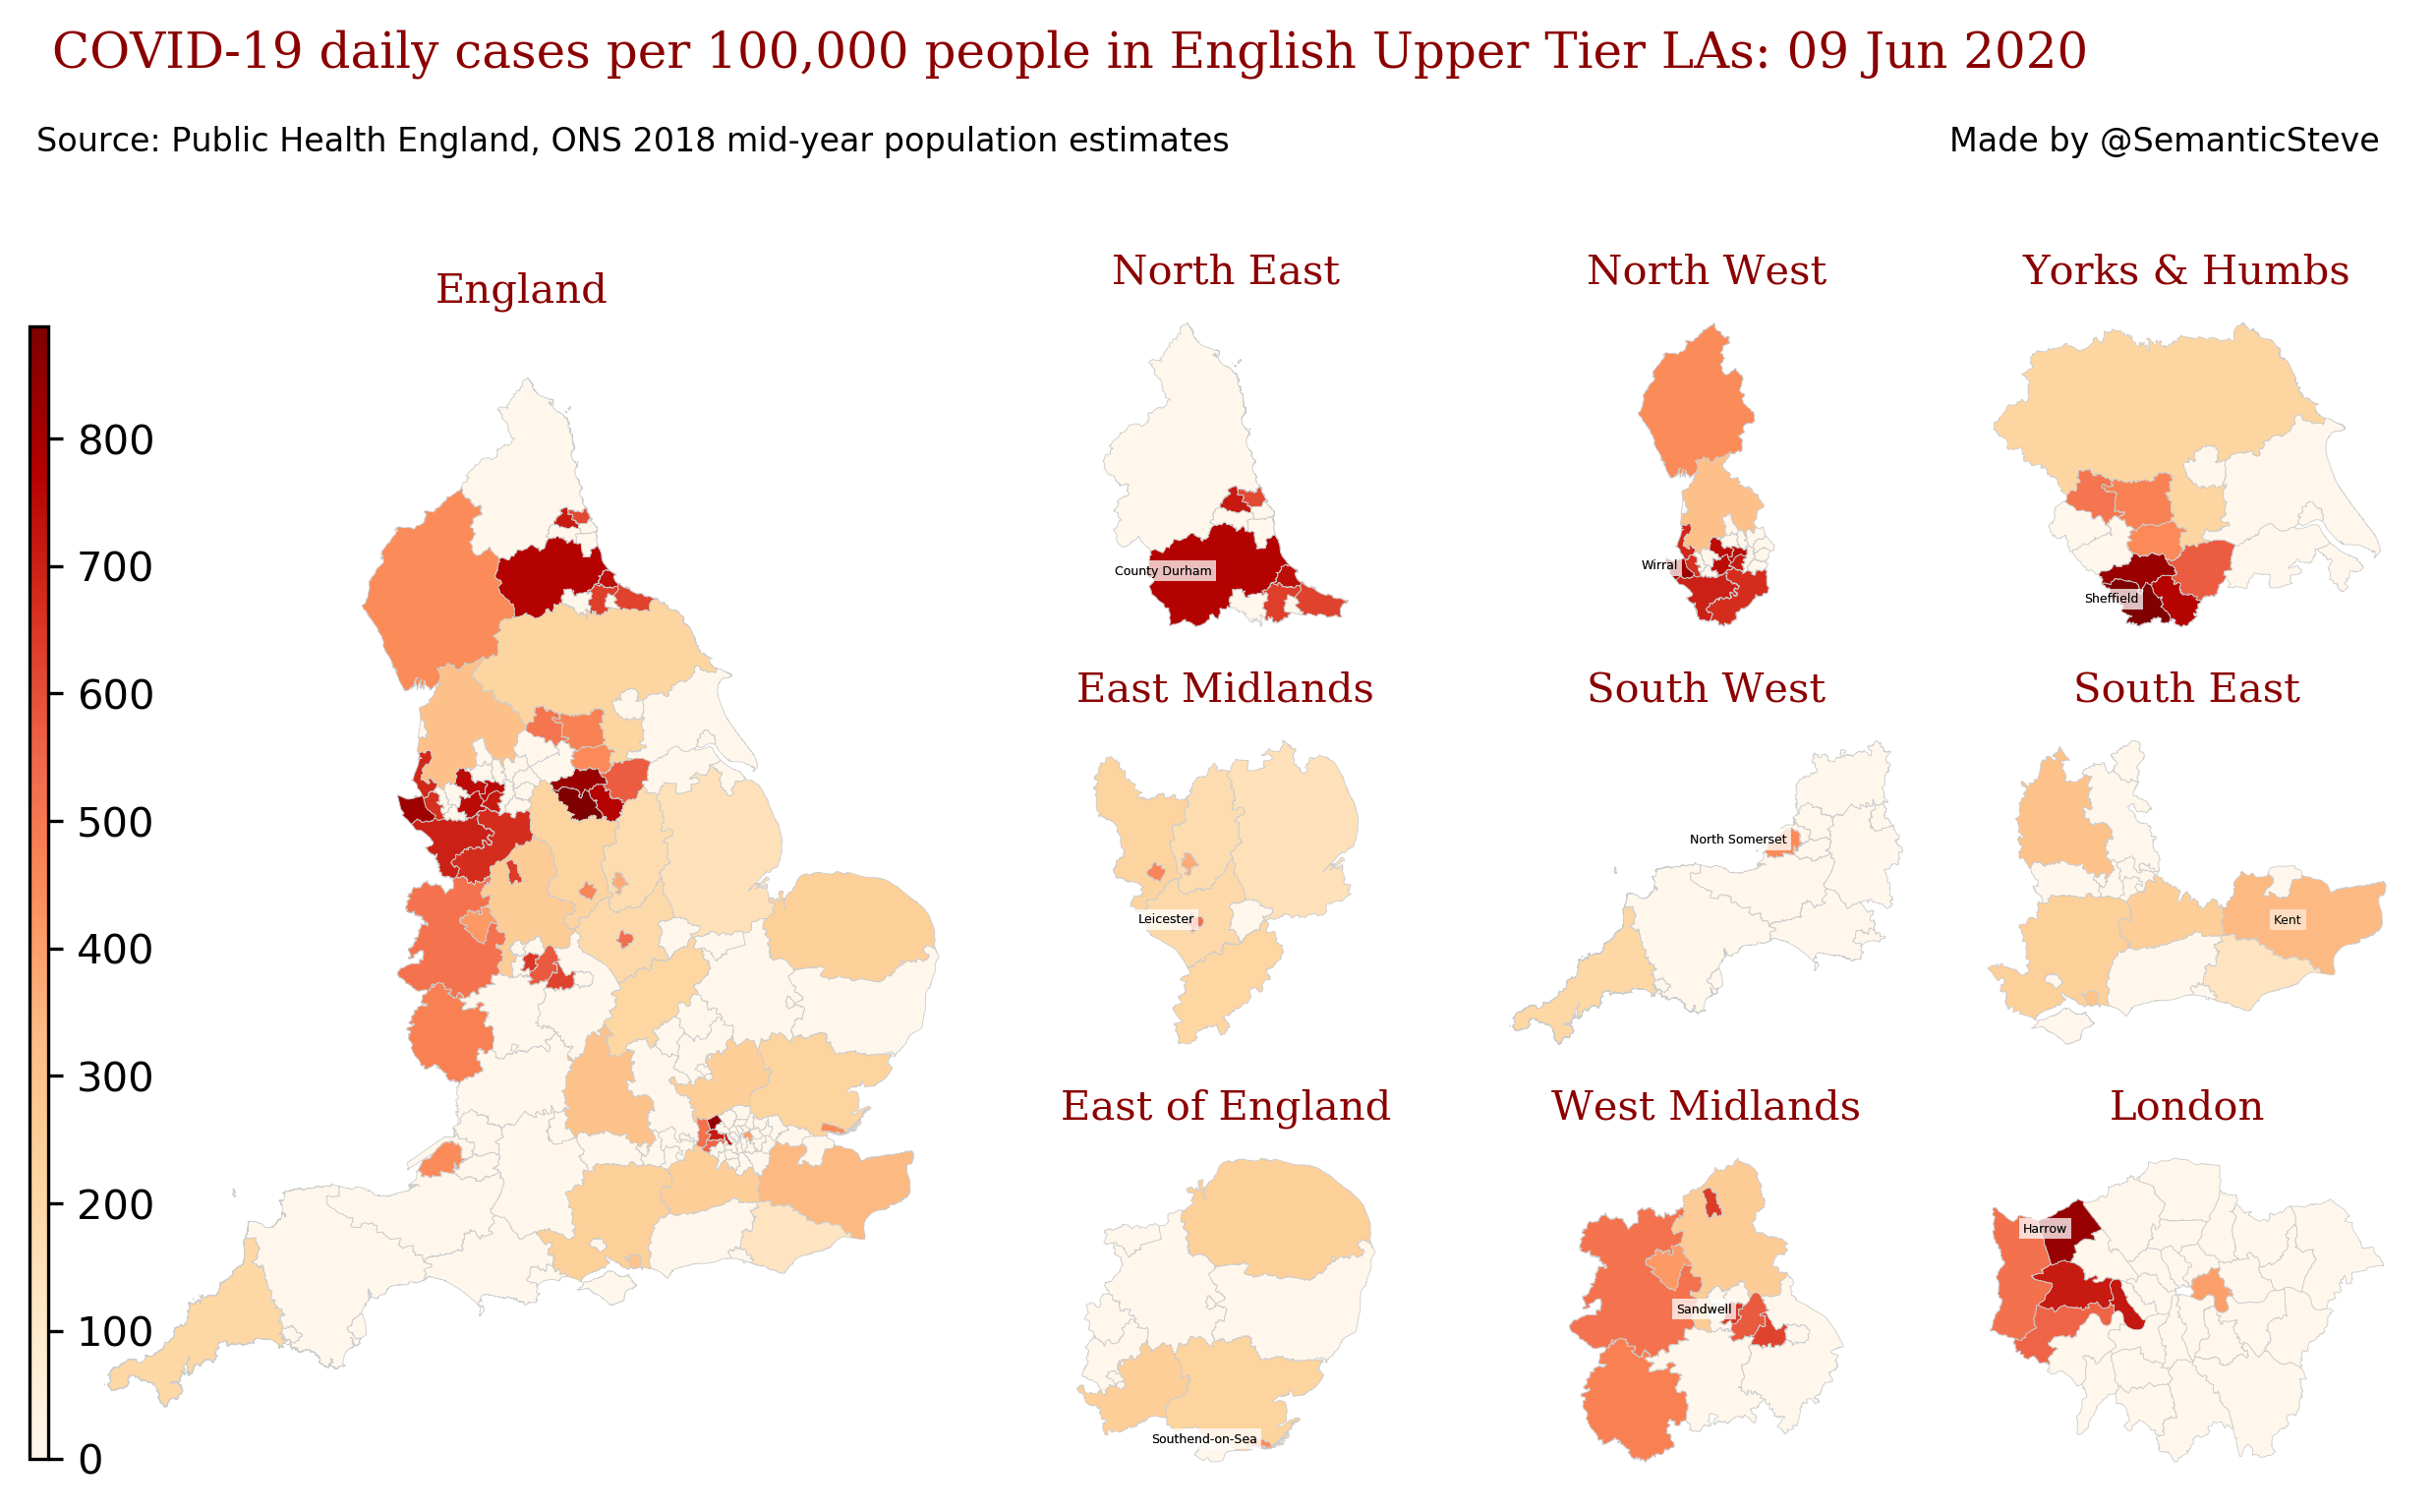 COVID-19 daily cases per 100,000 people in English Upper Tier LAs: 09 Jun 2020
Source: Public Health England, ONS 2018 mid-year population estimates
Made by @SemanticSteve
England
800
700
600
500
400
300
200
100
0
North East
County Durham
North West
Wirral
Yorks & Humbs
Sheffield
East Midlands
Leicester
South West
North Somerset
South East
Kent
East of England
Southend-on-Sea
West Midlands
Sandwell
London
Harrow